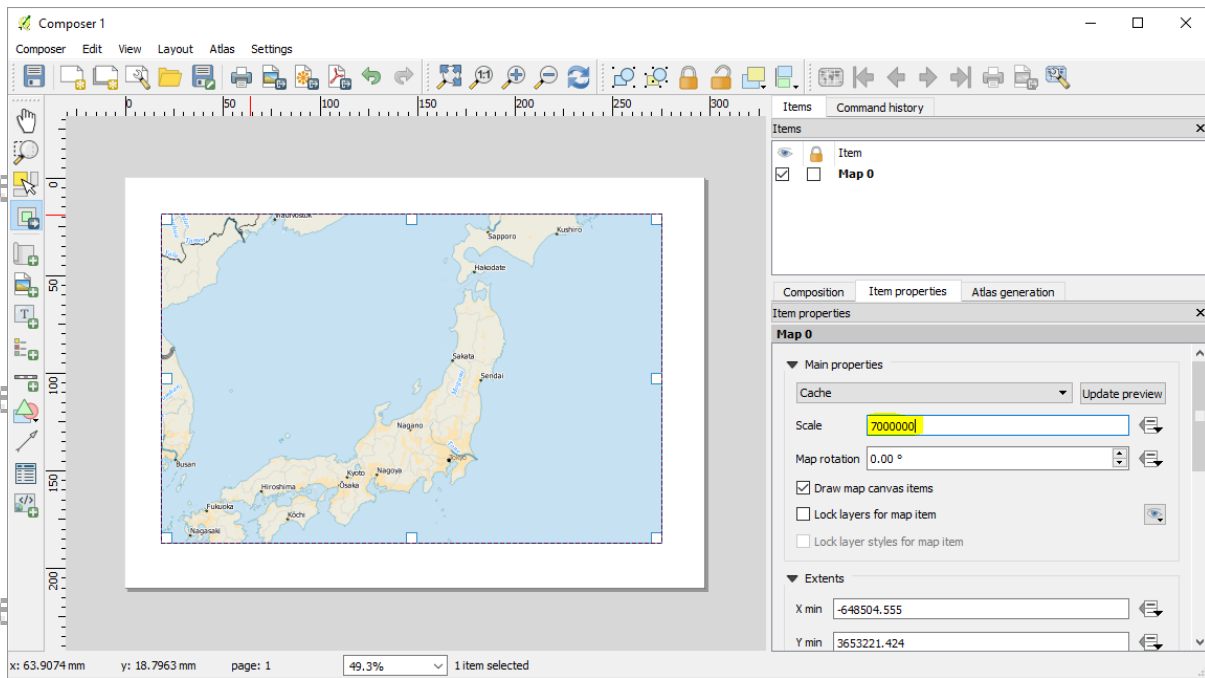 Composer 1
Composer Edit View Layout Atlas Settings
0 50 100 150 200 250 300
Items Command history
Items
Item
Map 0
0
50
100
150
200
Sapporo
Kushiro
Hakodate
Sakata
Sendai
Nagano
Busan
Kyoto
Nagoya
Hiroshima
Ōsaka
Fukuoka
Kōchi
Nagasaki
Composition Item properties Atlas generation
Item properties
Map 0
Main properties
Cache Update preview
Scale 7000000
Map rotation 0.00 °
Draw map canvas items
Lock layers for map item
Lock layer styles for map item
Extents
X min -648504.555
Y min 3653221.424
x: 63.9074 mm y: 18.7963 mm page: 1 49.3% 1 item selected